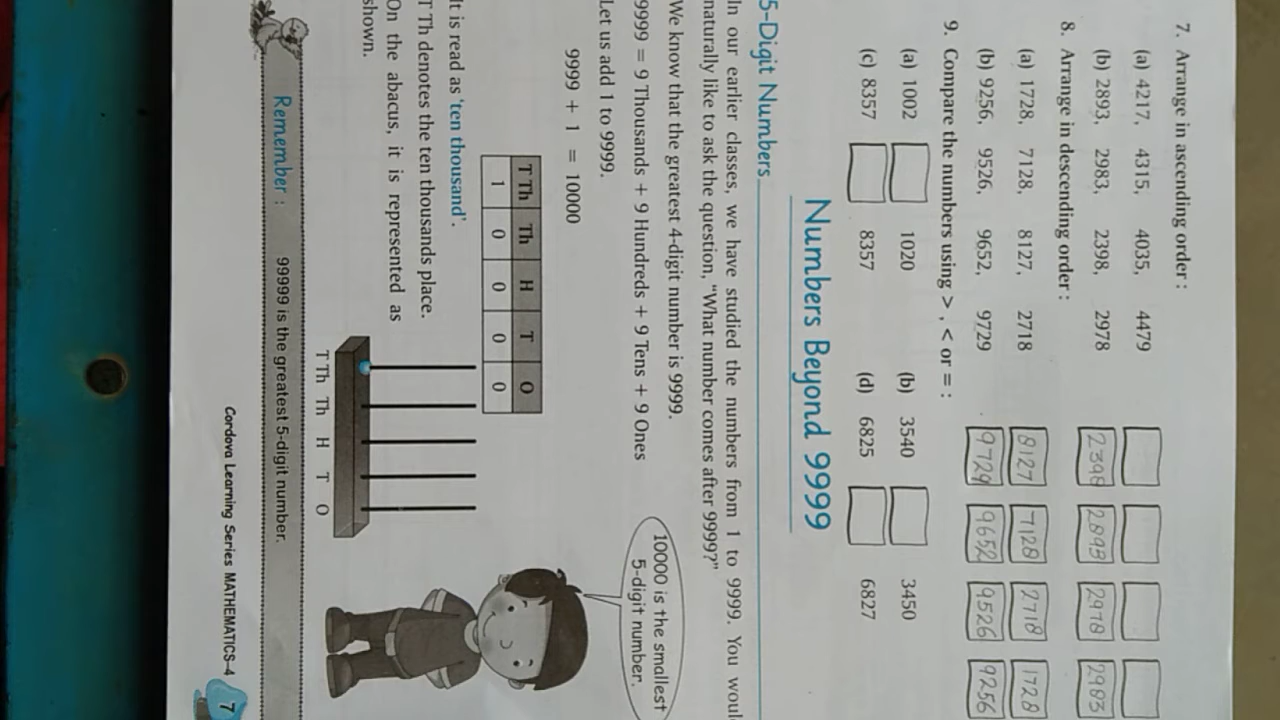 7. Arrange in ascending order :
(a) 4217, 4315, 4035, 4479
(b) 2893, 2983, 2398, 2978 2398 2893 2978 2983
8. Arrange in descending order :
(a) 1728, 7128, 8127, 2718 8127 7128 2718 1728
(b) 9256, 9526, 9652, 9729 9729 9652 9526 9256
9. Compare the numbers using > , < or = :
(a) 1002 1020 (b) 3540 3450
(c) 8357 8357 (d) 6825 6827
Numbers Beyond 9999
5-Digit Numbers
In our earlier classes, we have studied the numbers from 1 to 9999. You woul
naturally like to ask the question, "What number comes after 9999?"
We know that the greatest 4-digit number is 9999.
9999 = 9 Thousands + 9 Hundreds + 9 Tens + 9 Ones
Let us add 1 to 9999.
9999 + 1 = 10000
10000 is the smallest
5-digit number.
T Th Th H T O
1 0 0 0 0
It is read as 'ten thousand'.
T Th denotes the ten thousands place.
On the abacus, it is represented as
shown.
T Th Th H T O
Remember : 99999 is the greatest 5-digit number.
Cordova Learning Series MATHEMATICS-4 7